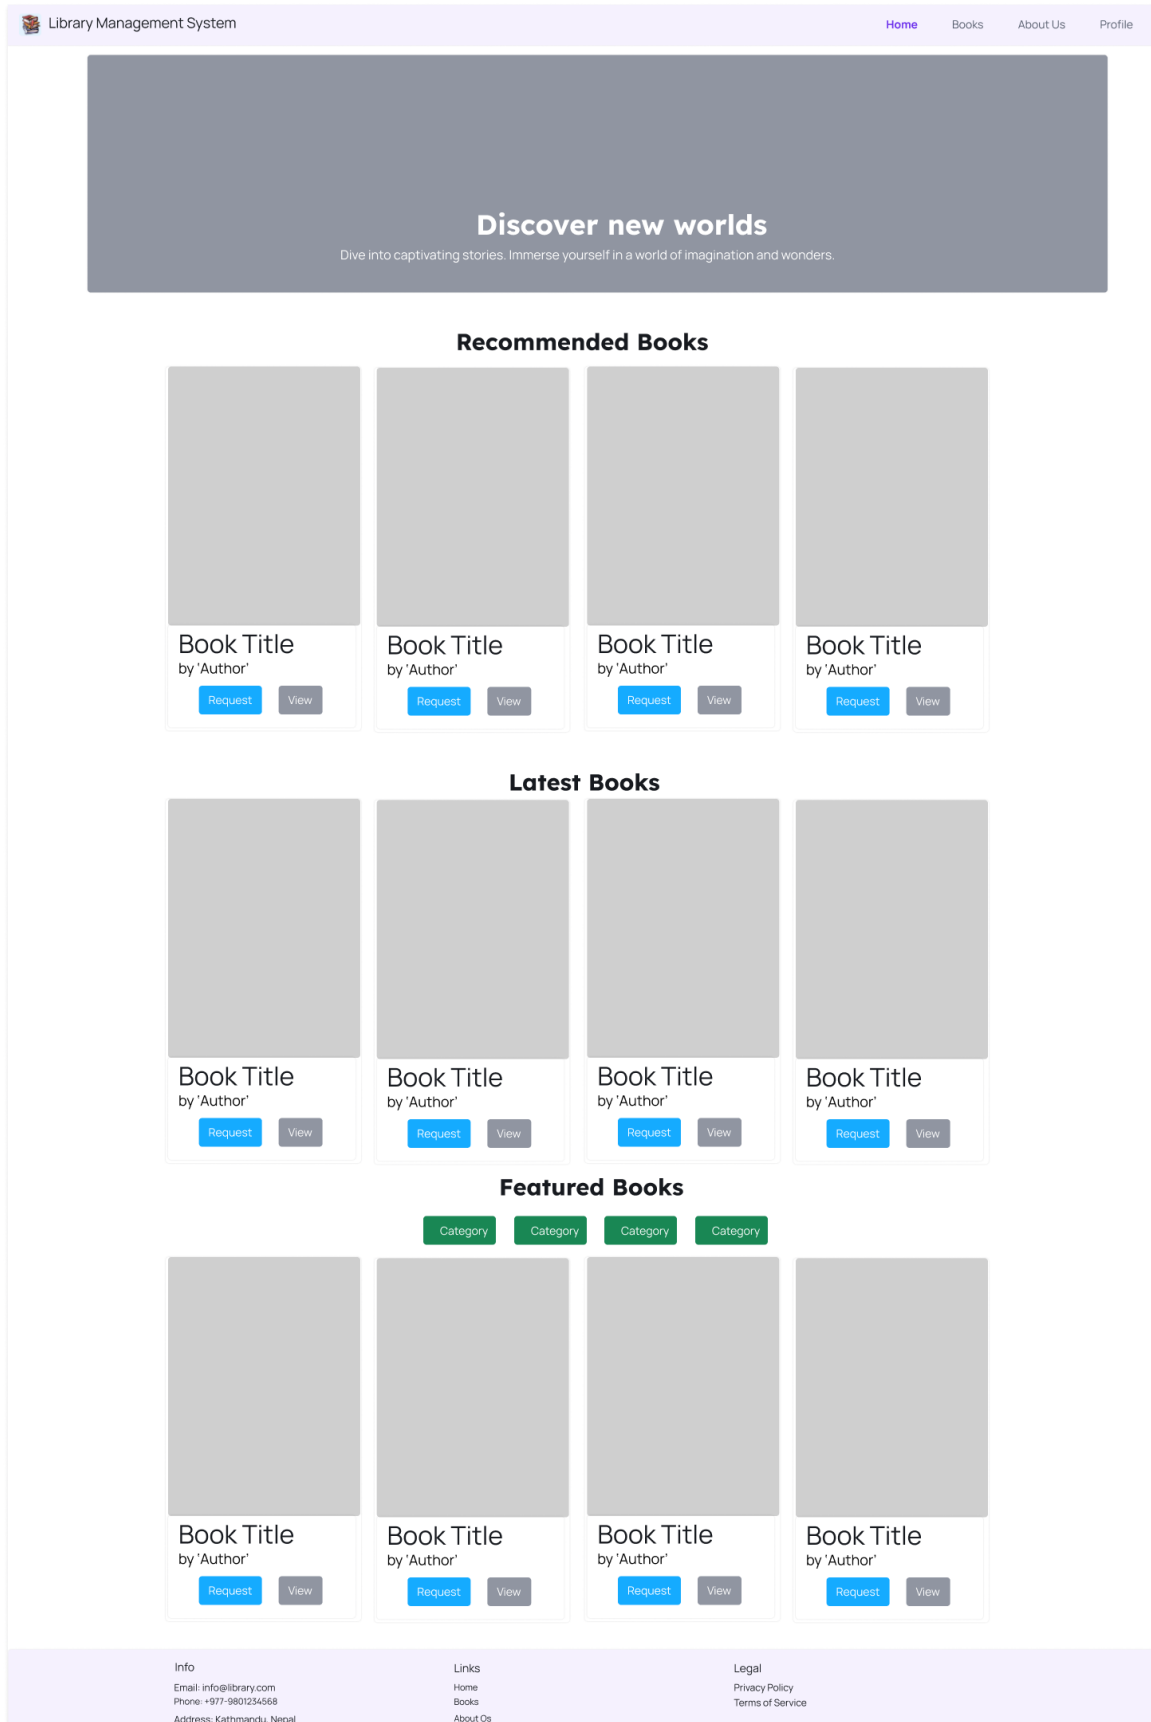 Library Management System
Home Books About Us Profile
Discover new worlds
Dive into captivating stories. Immerse yourself in a world of imagination and wonders.
Recommended Books
Book Title Book Title Book Title Book Title
by 'Author' by 'Author' by 'Author' by 'Author'
Request View Request View Request View Request View
Latest Books
Book Title Book Title Book Title Book Title
by 'Author' by 'Author' by 'Author' by 'Author'
Request View Request View Request View Request View
Featured Books
Category Category Category Category
Book Title Book Title Book Title Book Title
by 'Author' by 'Author' by 'Author' by 'Author'
Request View Request View Request View Request View
Info
Email: info@library.com
Phone: +977-9801234568
Address: Kathmandu, Nepal
Links
Home
Books
About Os
Legal
Privacy Policy
Terms of Service